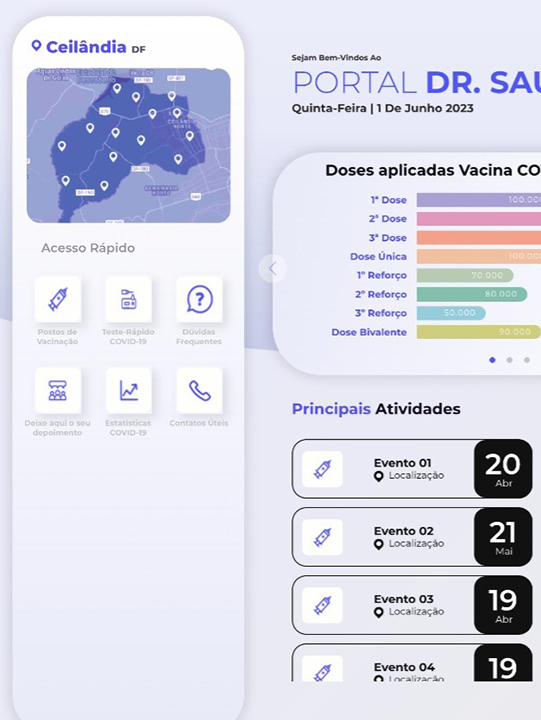 Ceilândia DF
Acesso Rápido
Postos de
Vacinação
Teste-Rápido
COVID-19
Dúvidas
Frequentes
Deixo aqui o seu
depoimento
Estatísticas
COVID-19
Contatos Úteis
Sejam Bem-Vindos Ao
PORTAL DR. SAU
Quinta-Feira | 1 De Junho 2023
Doses aplicadas Vacina CO
1ª Dose 100.00
2ª Dose
3ª Dose
Dose Única 100.00
1º Reforço 70.000
2º Reforço 80.000
3º Reforço 50.000
Dose Bivalente 90.000
Principais Atividades
Evento 01
Localização
20
Abr
Evento 02
Localização
21
Mai
Evento 03
Localização
19
Abr
Evento 04
Localização
19